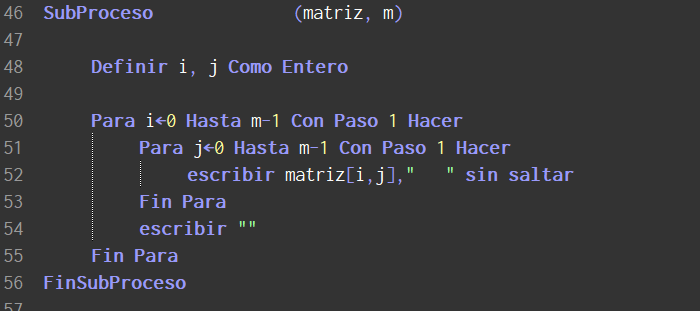 46 SubProceso (matriz, m)
47
48 Definir i, j Como Entero
49
50 Para i←0 Hasta m-1 Con Paso 1 Hacer
51 Para j←0 Hasta m-1 Con Paso 1 Hacer
52 escribir matriz[i,j],"   " sin saltar
53 Fin Para
54 escribir ""
55 Fin Para
56 FinSubProceso
57